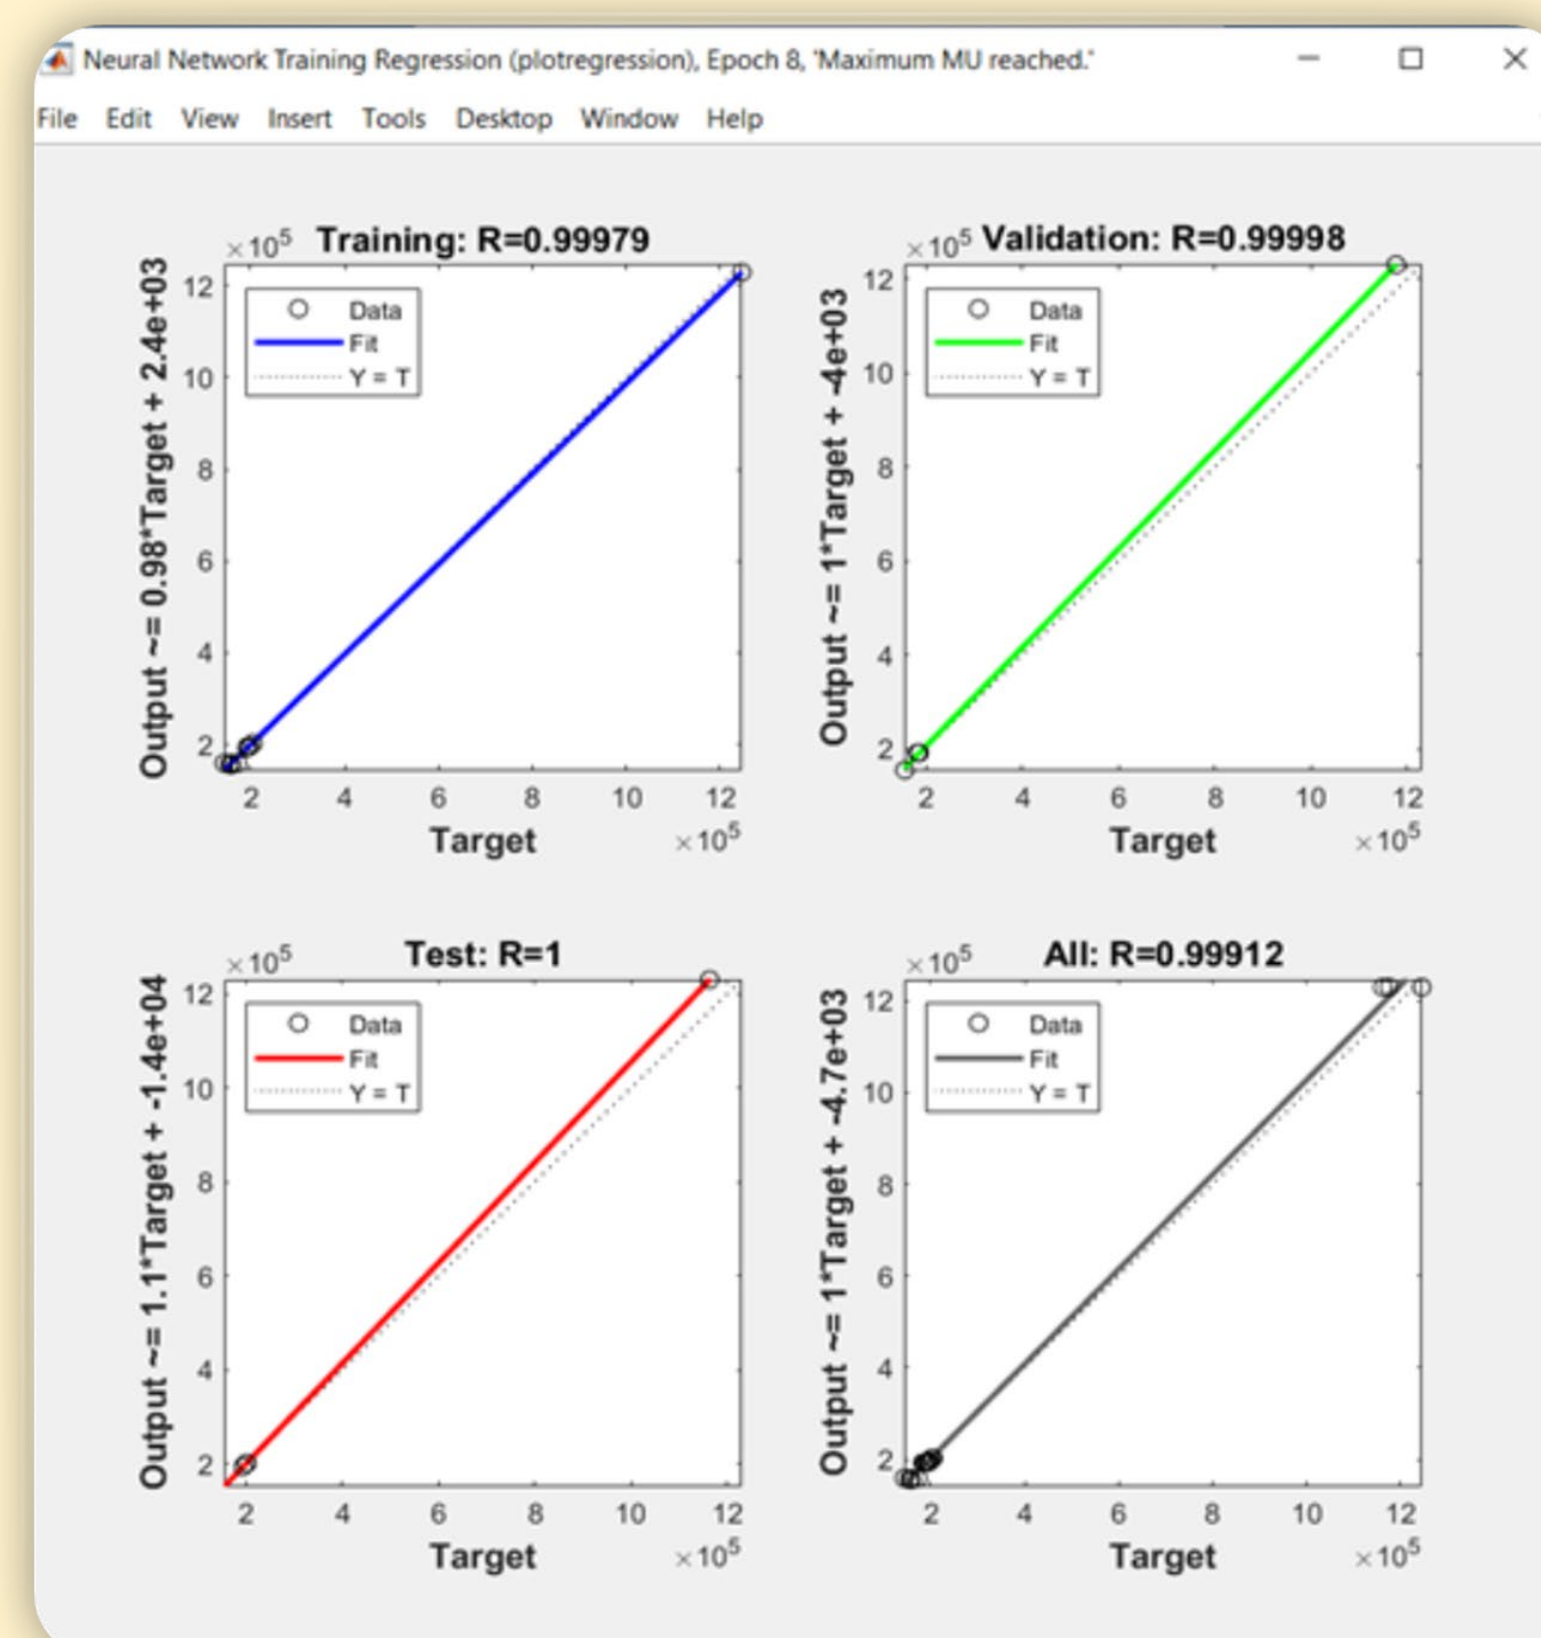 Neural Network Training Regression (plotregression), Epoch 8, "Maximum MU reached."
File Edit View Insert Tools Desktop Window Help
×10⁵ Training: R=0.99979
Output ~= 0.98*Target + 2.4e+03
12
10
8
6
4
2
Data
Fit
Y = T
2 4 6 8 10 12
Target ×10⁵
×10⁵ Validation: R=0.99998
Output ~= 1*Target + -4e+03
12
10
8
6
4
2
Data
Fit
Y = T
2 4 6 8 10 12
Target ×10⁵
×10⁵ Test: R=1
Output ~= 1.1*Target + -1.4e+04
12
10
8
6
4
2
Data
Fit
Y = T
2 4 6 8 10 12
Target ×10⁵
×10⁵ All: R=0.99912
Output ~= 1*Target + -4.7e+03
12
10
8
6
4
2
Data
Fit
Y = T
2 4 6 8 10 12
Target ×10⁵